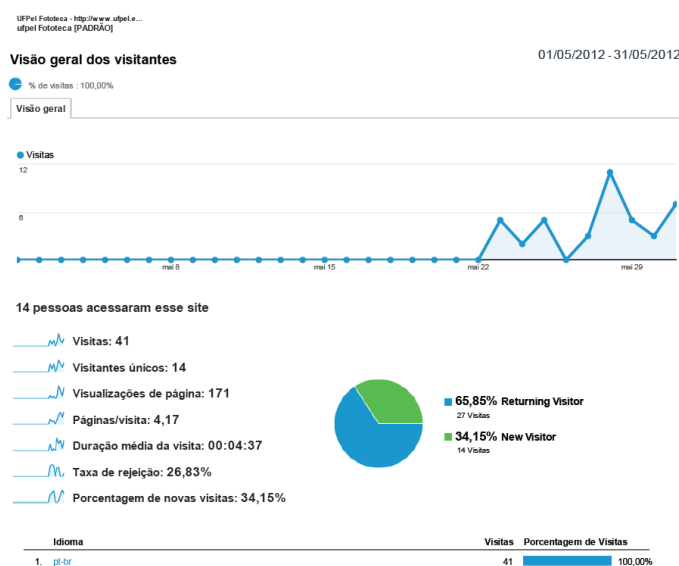 UFPel Fototeca - http://www.ufpel.e...
ufpel Fototeca [PADRÃO]
Visão geral dos visitantes
01/05/2012 - 31/05/2012
% de visitas : 100,00%
Visão geral
Visitas
12
6
mai 8
mai 15
mai 22
mai 29
14 pessoas acessaram esse site
Visitas: 41
Visitantes únicos: 14
Visualizações de página: 171
Páginas/visita: 4,17
Duração média da visita: 00:04:37
Taxa de rejeição: 26,83%
Porcentagem de novas visitas: 34,15%
65,85% Returning Visitor
27 Visitas
34,15% New Visitor
14 Visitas
Idioma Visitas Porcentagem de Visitas
1. pt-br 41 100,00%